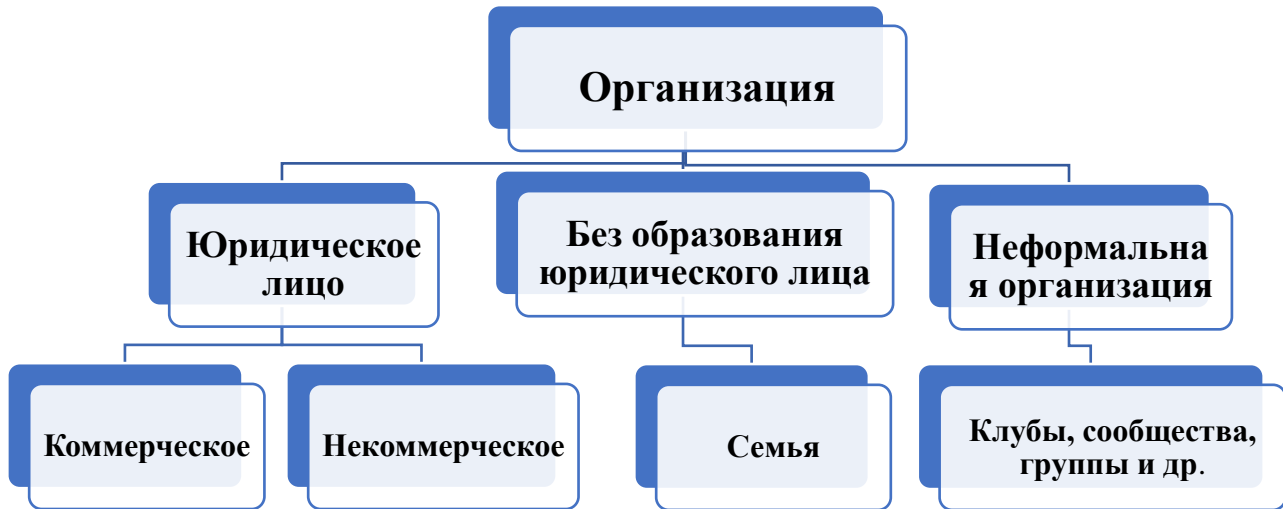 Организация
Юридическое
лицо
Без образования
юридического лица
Неформальна
я организация
Коммерческое
Некоммерческое
Семья
Клубы, сообщества,
группы и др.